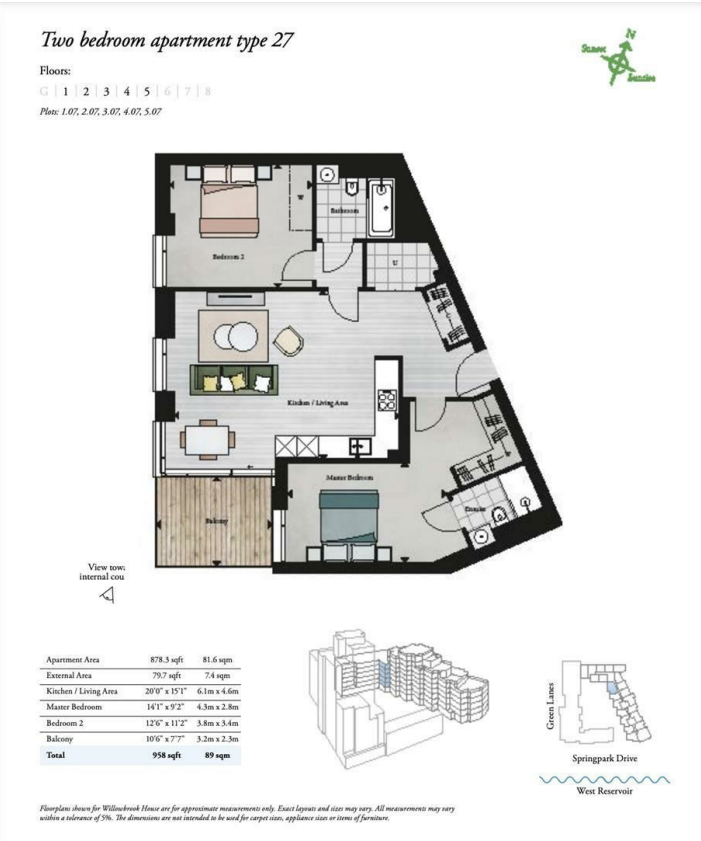 Two bedroom apartment type 27
N
Sunset
Sunrise
Floors:
G | 1 | 2 | 3 | 4 | 5 | 6 | 7 | 8
Plots: 1.07, 2.07, 3.07, 4.07, 5.07
W
Bathroom
Bedroom 2
U
C
Kitchen / Living Area
Master Bedroom
Ensuite
Balcony
View tow
internal cou
Apartment Area 878.3 sqft 81.6 sqm
External Area 79.7 sqft 7.4 sqm
Kitchen / Living Area 20'0" x 15'1" 6.1m x 4.6m
Master Bedroom 14'1" x 9'2" 4.3m x 2.8m
Bedroom 2 12'6" x 11'2" 3.8m x 3.4m
Balcony 10'6" x 7'7" 3.2m x 2.3m
Total 958 sqft 89 sqm
Green Lanes
Springpark Drive
West Reservoir
Floorplans shown for Willowbrook House are for approximate measurements only. Exact layouts and sizes may vary. All measurements may vary
within a tolerance of 5%. The dimensions are not intended to be used for carpet sizes, appliance sizes or items of furniture.